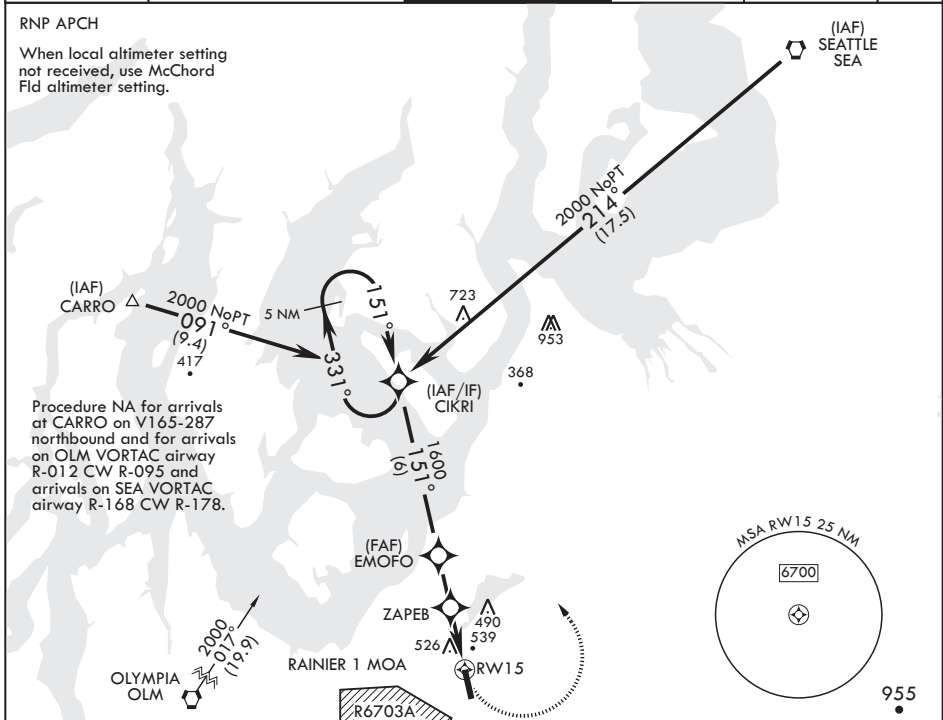 RNP APCH
When local altimeter setting
not received, use McChord
Fld altimeter setting.
(IAF)
SEATTLE
SEA
2000 NoPT
214°
(17.5)
(IAF)
CARRO
2000 NoPT
091°
(9.4)
417
5 NM
151°
331°
723
953
368
(IAF/IF)
CIKRI
Procedure NA for arrivals
at CARRO on V165-287
northbound and for arrivals
on OLM VORTAC airway
R-012 CW R-095 and
arrivals on SEA VORTAC
airway R-168 CW R-178.
1600
151°
(6)
(FAF)
EMOFO
ZAPEB
490
539
526
RW15
RAINIER 1 MOA
R6703A
2000
017°
(19.9)
OLYMPIA
OLM
MSA RW15 25 NM
6700
955